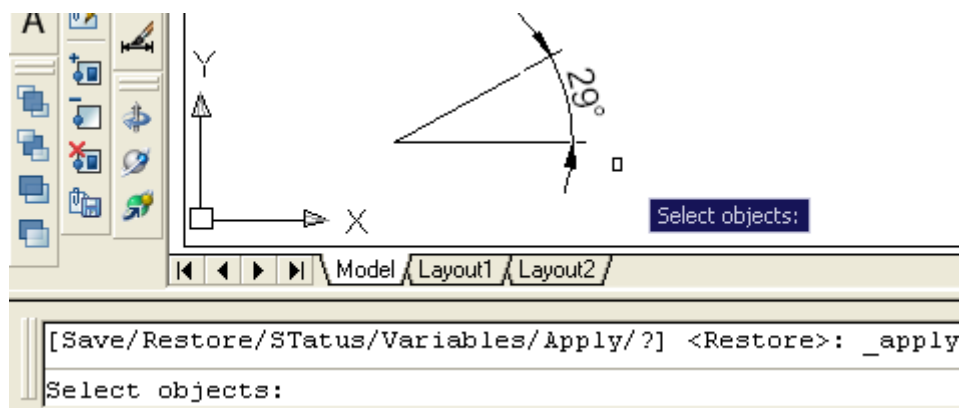 A
Y
29°
X
Select objects:
Model Layout1 Layout2
[Save/Restore/STatus/Variables/Apply/?] <Restore>: _apply
Select objects: